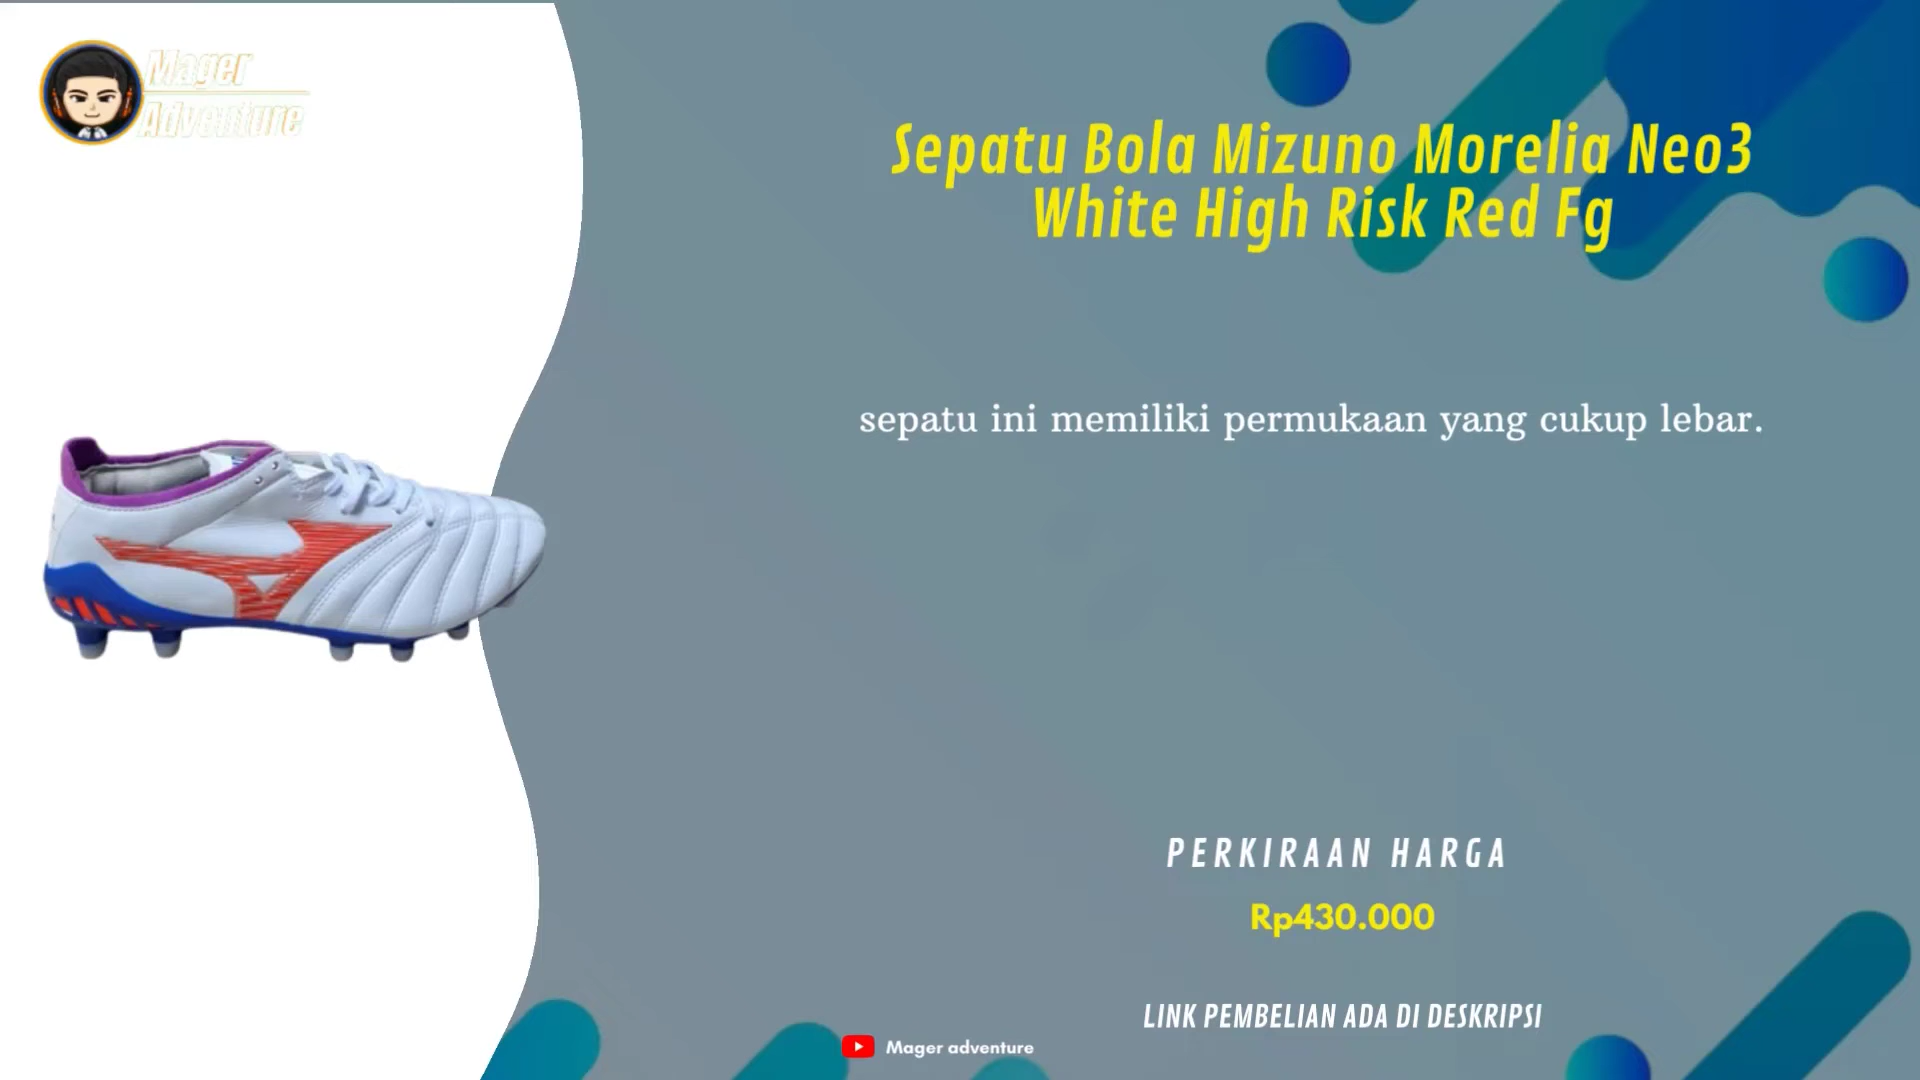 Mager
Adventure
Sepatu Bola Mizuno Morelia Neo3
White High Risk Red Fg
sepatu ini memiliki permukaan yang cukup lebar.
PERKIRAAN HARGA
Rp430.000
LINK PEMBELIAN ADA DI DESKRIPSI
Mager adventure